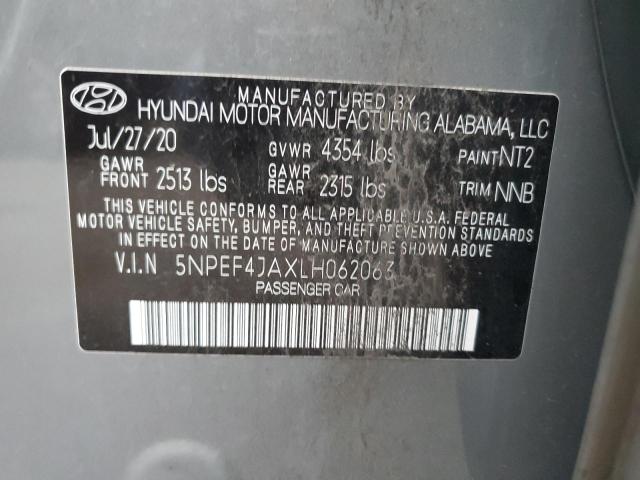 MANUFACTURED BY
HYUNDAI MOTOR MANUFACTURING ALABAMA, LLC
Jul/27/20 GVWR 4354 lbs PAINT NT2
GAWR FRONT 2513 lbs GAWR REAR 2315 lbs TRIM NNB
THIS VEHICLE CONFORMS TO ALL APPLICABLE U.S.A. FEDERAL
MOTOR VEHICLE SAFETY, BUMPER, AND THEFT PREVENTION STANDARDS
IN EFFECT ON THE DATE OF MANUFACTURE SHOWN ABOVE
V.I.N 5NPEF4JAXLH062063
PASSENGER CAR